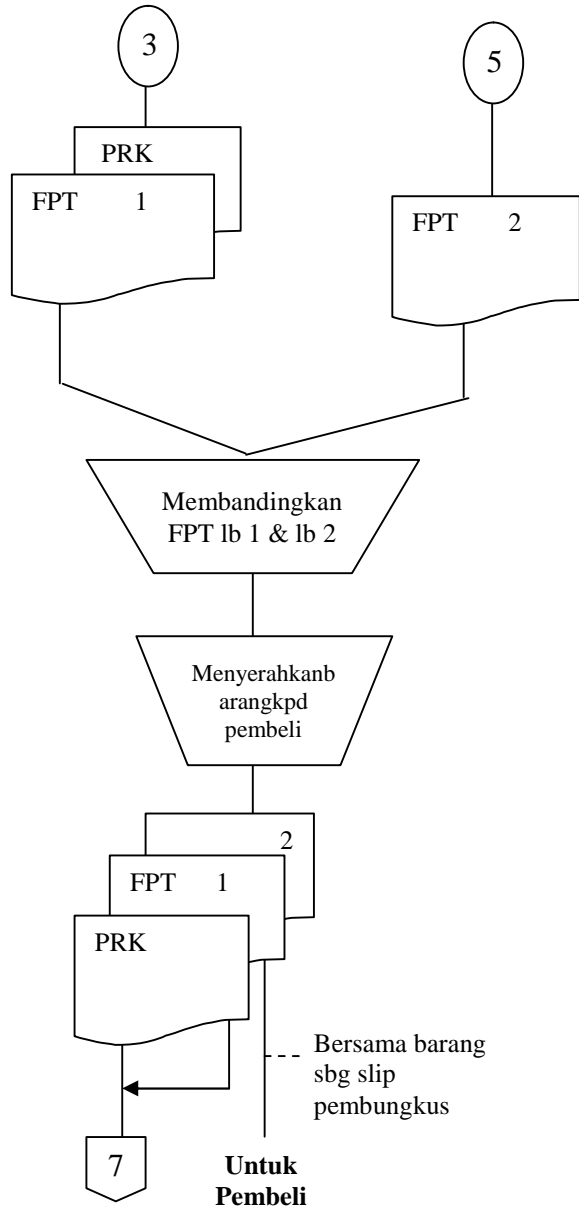 3
5
PRK
FPT 1
FPT 2
Membandingkan
FPT lb 1 & lb 2
Menyerahkanb
arangkpd
pembeli
2
FPT 1
PRK
Bersama barang
sbg slip
pembungkus
7
Untuk
Pembeli